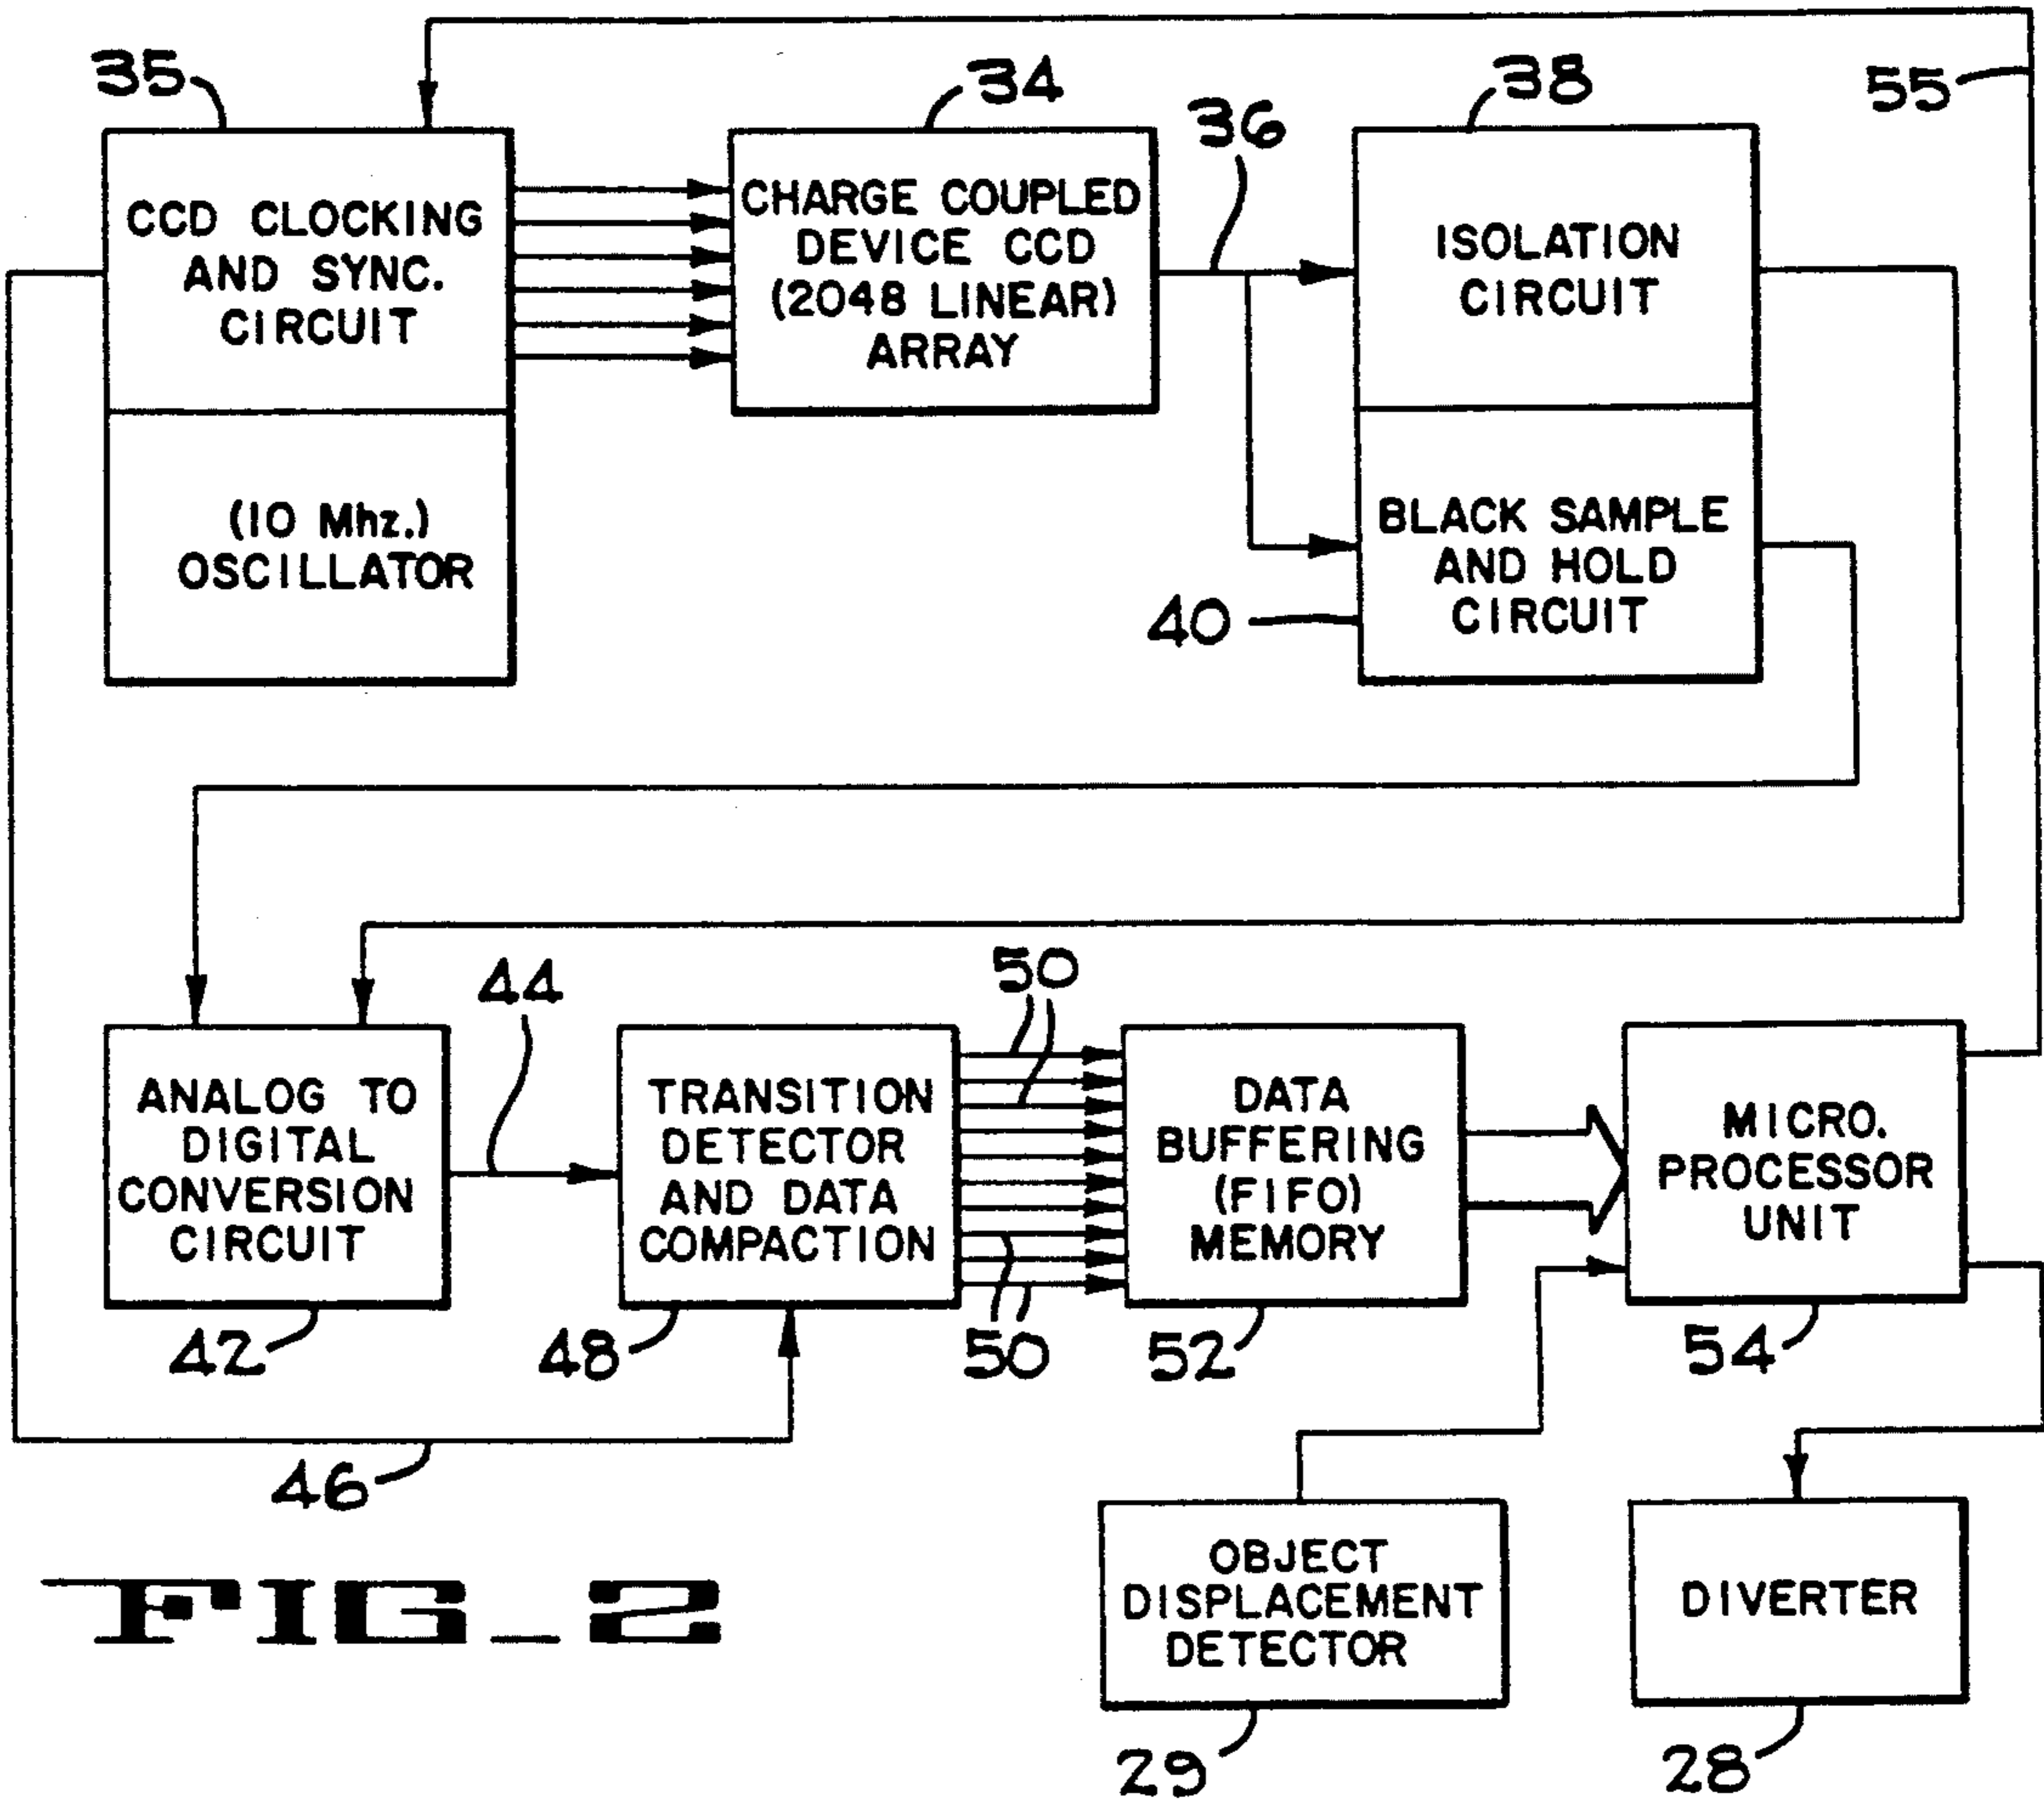 35
34
36
38
55
CCD CLOCKING
AND SYNC.
CIRCUIT
(10 Mhz.)
OSCILLATOR
CHARGE COUPLED
DEVICE CCD
(2048 LINEAR)
ARRAY
ISOLATION
CIRCUIT
BLACK SAMPLE
AND HOLD
CIRCUIT
40
44
50
ANALOG TO
DIGITAL
CONVERSION
CIRCUIT
TRANSITION
DETECTOR
AND DATA
COMPACTION
DATA
BUFFERING
(FIFO)
MEMORY
MICRO.
PROCESSOR
UNIT
42
48
50
52
54
46
OBJECT
DISPLACEMENT
DETECTOR
DIVERTER
29
28
FIG_2